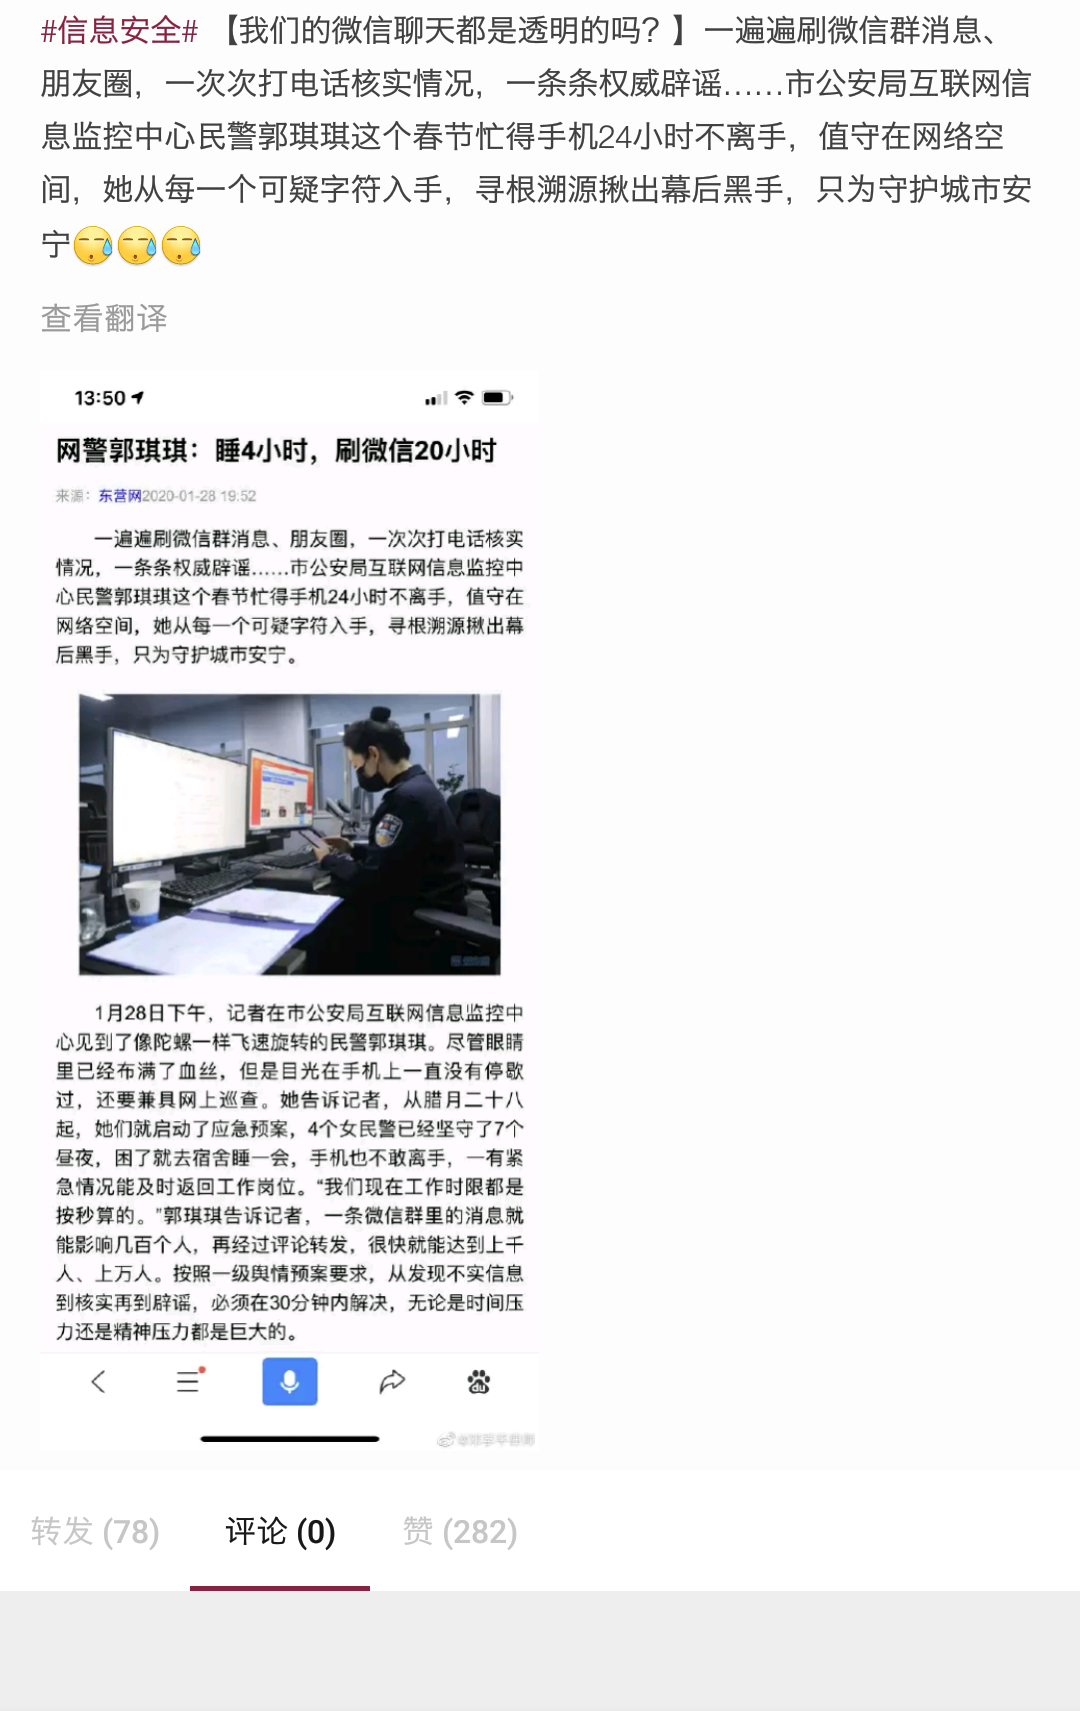 #信息安全# 【我们的微信聊天都是透明的吗？】一遍遍刷微信群消息、
朋友圈，一次次打电话核实情况，一条条权威辟谣……市公安局互联网信
息监控中心民警郭琪琪这个春节忙得手机24小时不离手，值守在网络空
间，她从每一个可疑字符入手，寻根溯源揪出幕后黑手，只为守护城市安
宁😥😥😥
查看翻译
13:50
网警郭琪琪：睡4小时，刷微信20小时
来源：东营网2020-01-28 19:52
一遍遍刷微信群消息、朋友圈，一次次打电话核实
情况，一条条权威辟谣……市公安局互联网信息监控中
心民警郭琪琪这个春节忙得手机24小时不离手，值守在
网络空间，她从每一个可疑字符入手，寻根溯源揪出幕
后黑手，只为守护城市安宁。
1月28日下午，记者在市公安局互联网信息监控中
心见到了像陀螺一样飞速旋转的民警郭琪琪。尽管眼睛
里已经布满了血丝，但是目光在手机上一直没有停歇
过，还要兼具网上巡查。她告诉记者，从腊月二十八
起，她们就启动了应急预案，4个女民警已经坚守了7个
昼夜，困了就去宿舍睡一会，手机也不敢离手，一有紧
急情况能及时返回工作岗位。“我们现在工作时限都是
按秒算的。”郭琪琪告诉记者，一条微信群里的消息就
能影响几百个人，再经过评论转发，很快就能达到上千
人、上万人。按照一级舆情预案要求，从发现不实信息
到核实再到辟谣，必须在30分钟内解决，无论是时间压
力还是精神压力都是巨大的。
du
转发 (78) 评论 (0) 赞 (282)